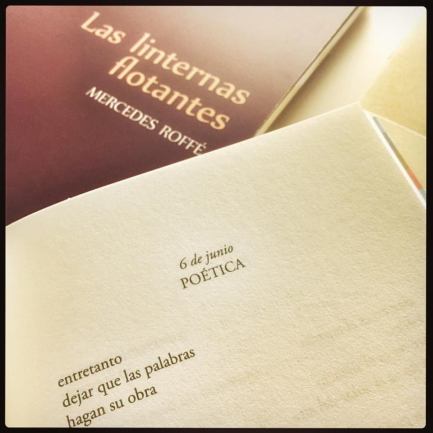 Las linternas
flotantes
MERCEDES ROFFÉ
6 de junio
POÉTICA
entretanto
dejar que las palabras
hagan su obra